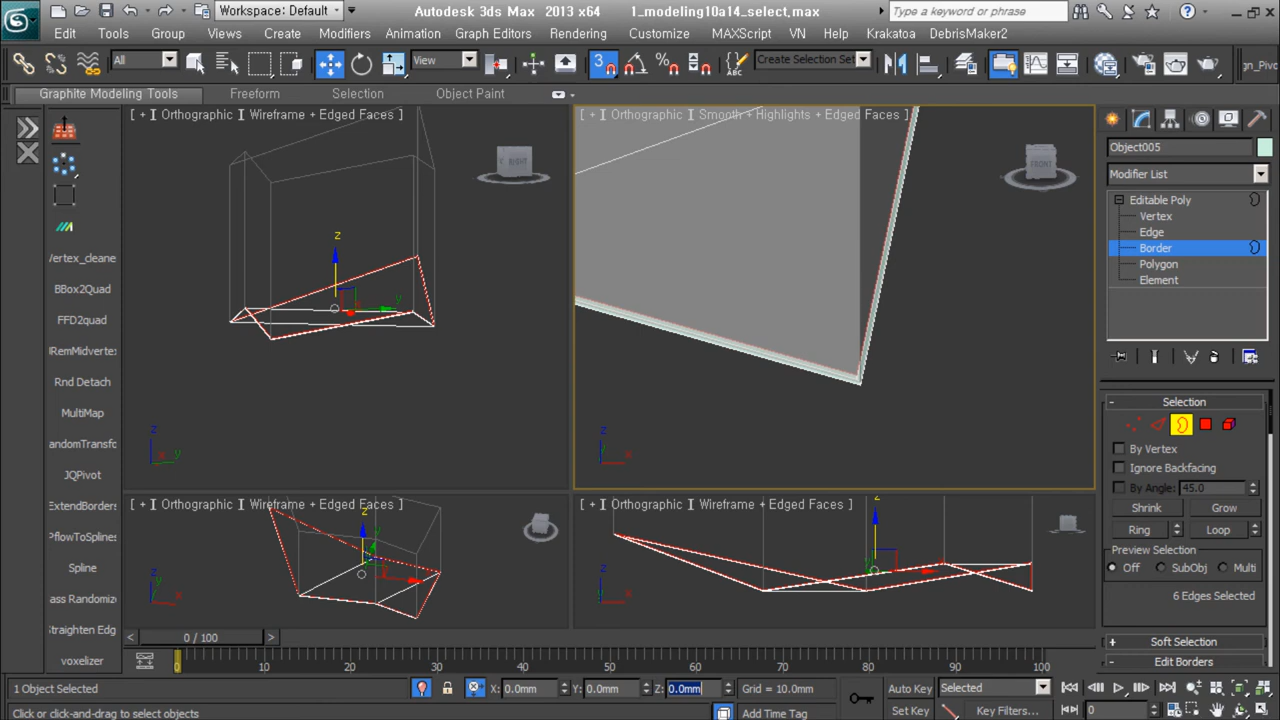 Workspace: Default
Autodesk 3ds Max 2013 x64
1_modeling10a14_select.max
Type a keyword or phrase
Edit Tools Group Views Create Modifiers Animation Graph Editors Rendering Customize MAXScript VN Help Krakatoa DebrisMaker2
All
View
3
Create Selection Set
gn_Pivo
Graphite Modeling Tools Freeform Selection Object Paint
[ + ] Orthographic ] Wireframe + Edged Faces ]
[ + ] Orthographic ] Smooth + Highlights + Edged Faces ]
RIGHT
FRONT
Object005
Modifier List
Editable Poly
Vertex
Edge
Border
Polygon
Element
Vertex_cleane
BBox2Quad
FFD2quad
RemMidvertex
Rnd Detach
MultiMap
andomTransfo
JQPivot
ExtendBorders
PflowToSplines
Spline
ass Randomize
Straighten Edg
voxelizer
z
y
z
x y
z
x
Selection
By Vertex
Ignore Backfacing
By Angle: 45.0
Shrink Grow
Ring Loop
Preview Selection
Off SubObj Multi
6 Edges Selected
Soft Selection
Edit Borders
[ + ] Orthographic ] Wireframe + Edged Faces ]
[ + ] Orthographic ] Wireframe + Edged Faces ]
z
z
z
x
z
x
< 0 / 100 >
0 10 20 30 40 50 60 70 80 90 100
1 Object Selected
X: 0.0mm Y: 0.0mm Z: 0.0mm
Grid = 10.0mm
Auto Key Selected
Click or click-and-drag to select objects
Add Time Tag
Set Key Key Filters...
0